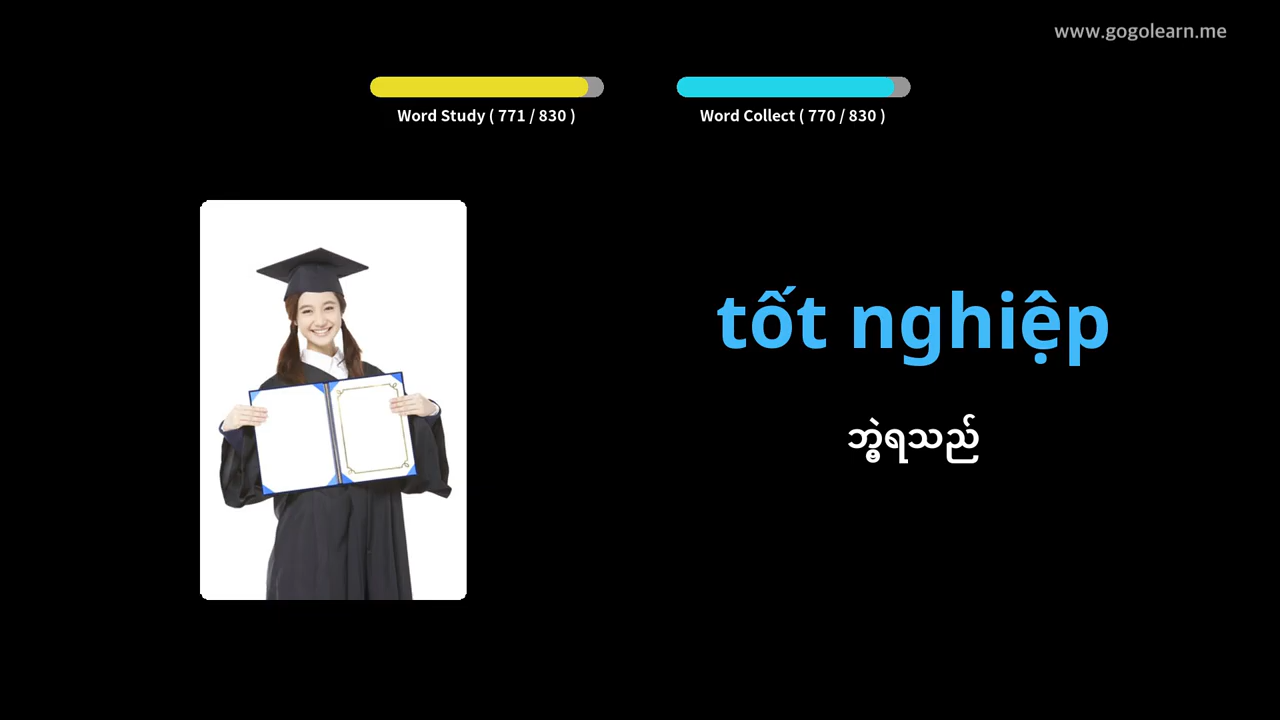 www.gogolearn.me
Word Study ( 771 / 830 )
Word Collect ( 770 / 830 )
tốt nghiệp
ဘွဲ့ရသည်